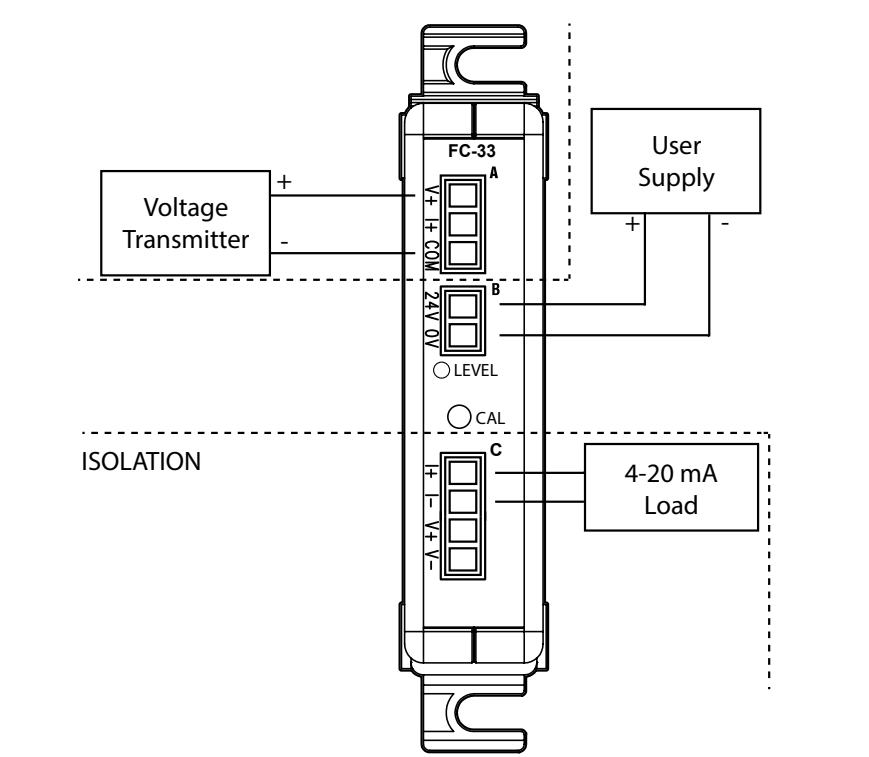 FC-33
A
V+
I+
COM
Voltage
Transmitter
+
-
User
Supply
+
-
B
24V
0V
LEVEL
CAL
ISOLATION
C
I+
I-
V+
V-
4-20 mA
Load